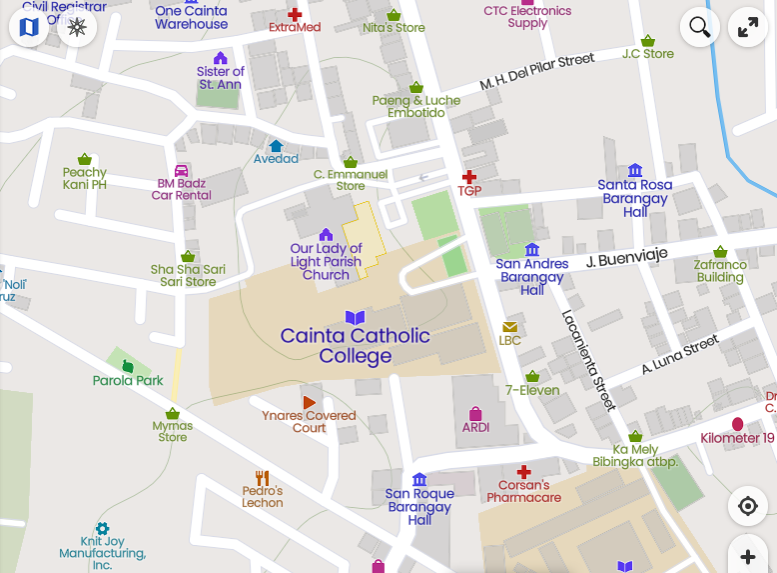 Civil Registrar
One Cainta
Warehouse
ExtraMed
Nita's Store
CTC Electronics
Supply
J.C Store
Sister of
St. Ann
M. H. Del Pilar Street
Paeng & Luche
Embotido
Avedad
Peachy
Kani PH
BM Badz
Car Rental
C. Emmanuel
Store
TGP
Santa Rosa
Barangay
Hall
Our Lady of
Light Parish
Church
Sha Sha Sari
Sari Store
San Andres
Barangay
Hall
J. Buenviaje
Zafranco
Building
'Noli'
ruz
Cainta Catholic
College
LBC
Lacanienta Street
A. Luna Street
Parola Park
7-Eleven
Mymas
Store
Ynares Covered
Court
ARDI
Dr
C.
Kilometer 19
Ka Mely
Bibingka atbp.
Pedro's
Lechon
San Roque
Barangay
Hall
Corsan's
Pharmacare
Knit Joy
Manufacturing,
Inc.